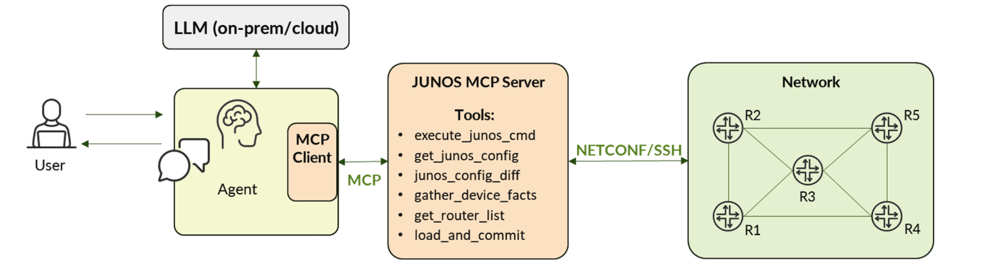 LLM (on-prem/cloud)
User
Agent
MCP
Client
MCP
JUNOS MCP Server
Tools:
• execute_junos_cmd
• get_junos_config
• junos_config_diff
• gather_device_facts
• get_router_list
• load_and_commit
NETCONF/SSH
Network
R2
R5
R3
R1
R4